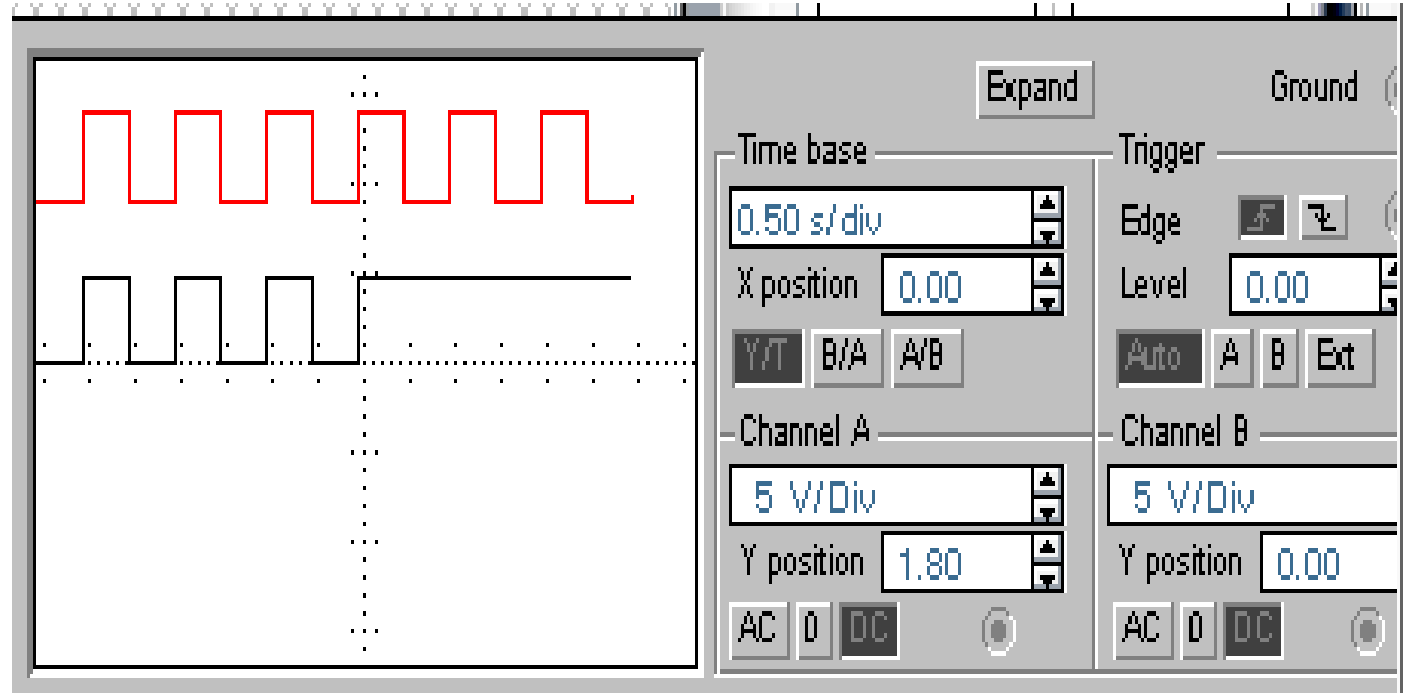 Expand Ground
Time base Trigger
0.50 s/div Edge
X position 0.00 Level 0.00
Y/T B/A A/B Auto A B Ext
Channel A Channel B
5 V/Div 5 V/Div
Y position 1.80 Y position 0.00
AC 0 DC AC 0 DC